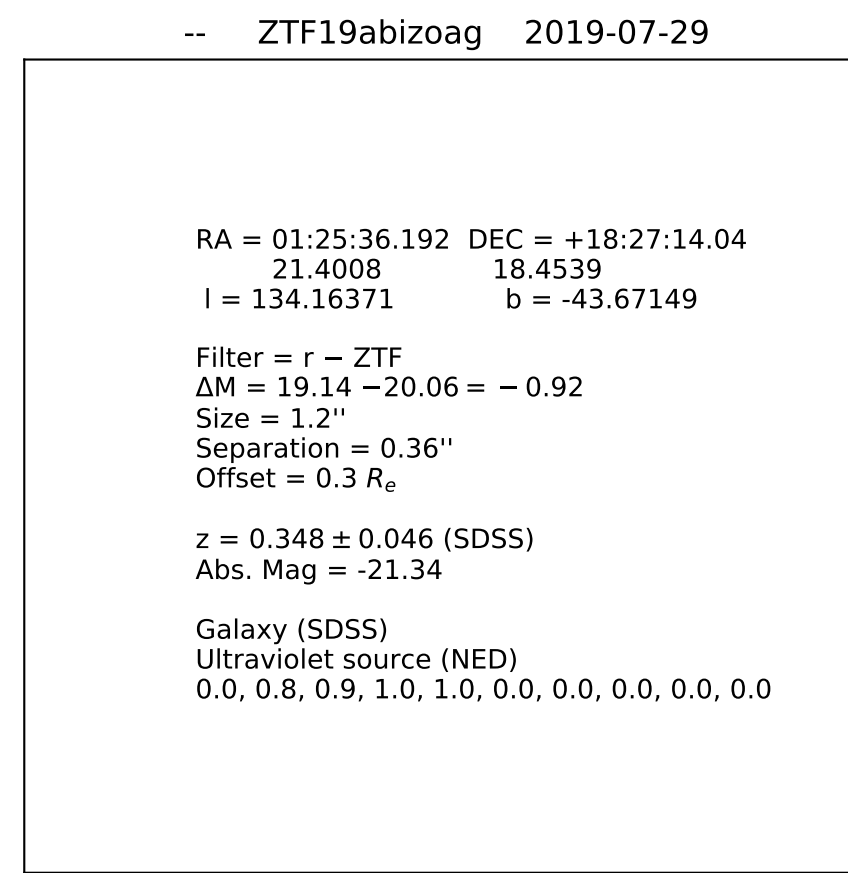 --     ZTF19abizoag    2019-07-29
RA = 01:25:36.192  DEC = +18:27:14.04
21.4008    18.4539
l = 134.16371    b = -43.67149
Filter = r − ZTF
ΔM = 19.14 −20.06 = − 0.92
Size = 1.2''
Separation = 0.36''
Offset = 0.3 Re
z = 0.348 ± 0.046 (SDSS)
Abs. Mag = -21.34
Galaxy (SDSS)
Ultraviolet source (NED)
0.0, 0.8, 0.9, 1.0, 1.0, 0.0, 0.0, 0.0, 0.0, 0.0